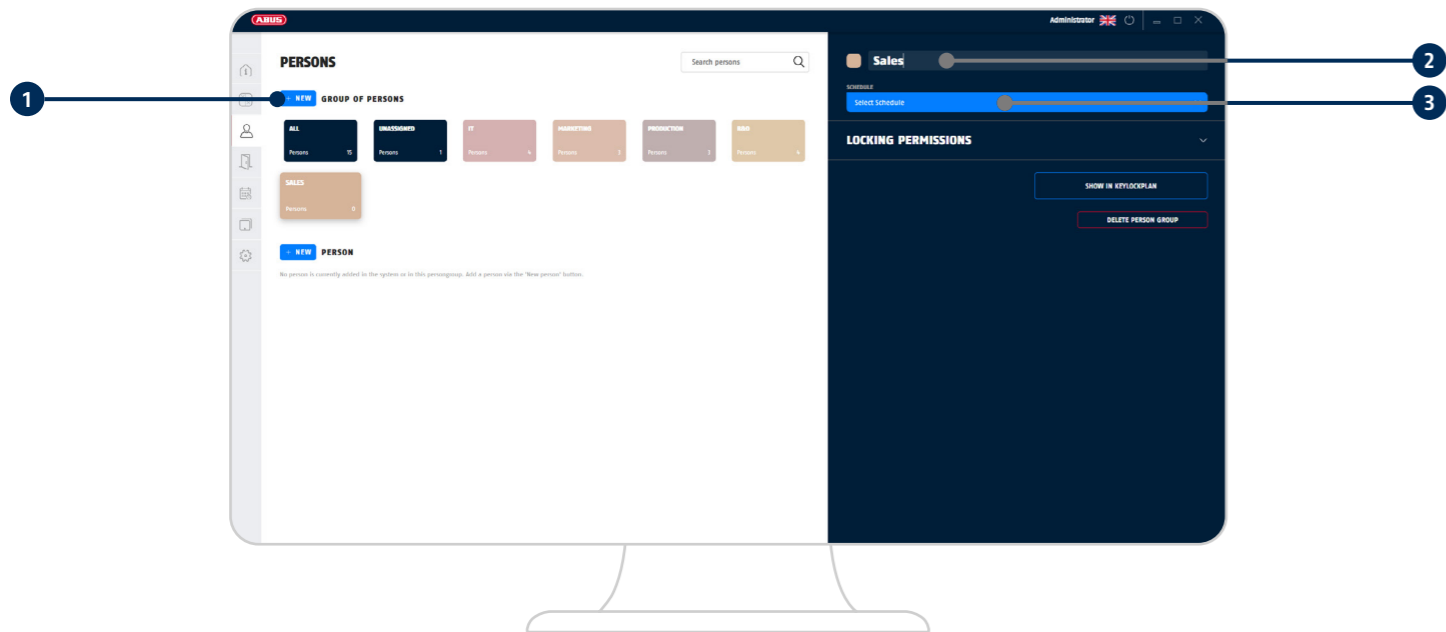 ABUS
Administrator
PERSONS
Search persons
+ NEW GROUP OF PERSONS
ALL
Persons 15
UNASSIGNED
Persons 1
IT
Persons 4
MARKETING
Persons 3
PRODUCTION
Persons 3
R&D
Persons 4
SALES
Persons 0
+ NEW PERSON
No person is currently added in the system or in this persongroup. Add a person via the "New person" button.
Sales
SCHEDULE
Select Schedule
LOCKING PERMISSIONS
SHOW IN KEYLOCKPLAN
DELETE PERSON GROUP
1
2
3